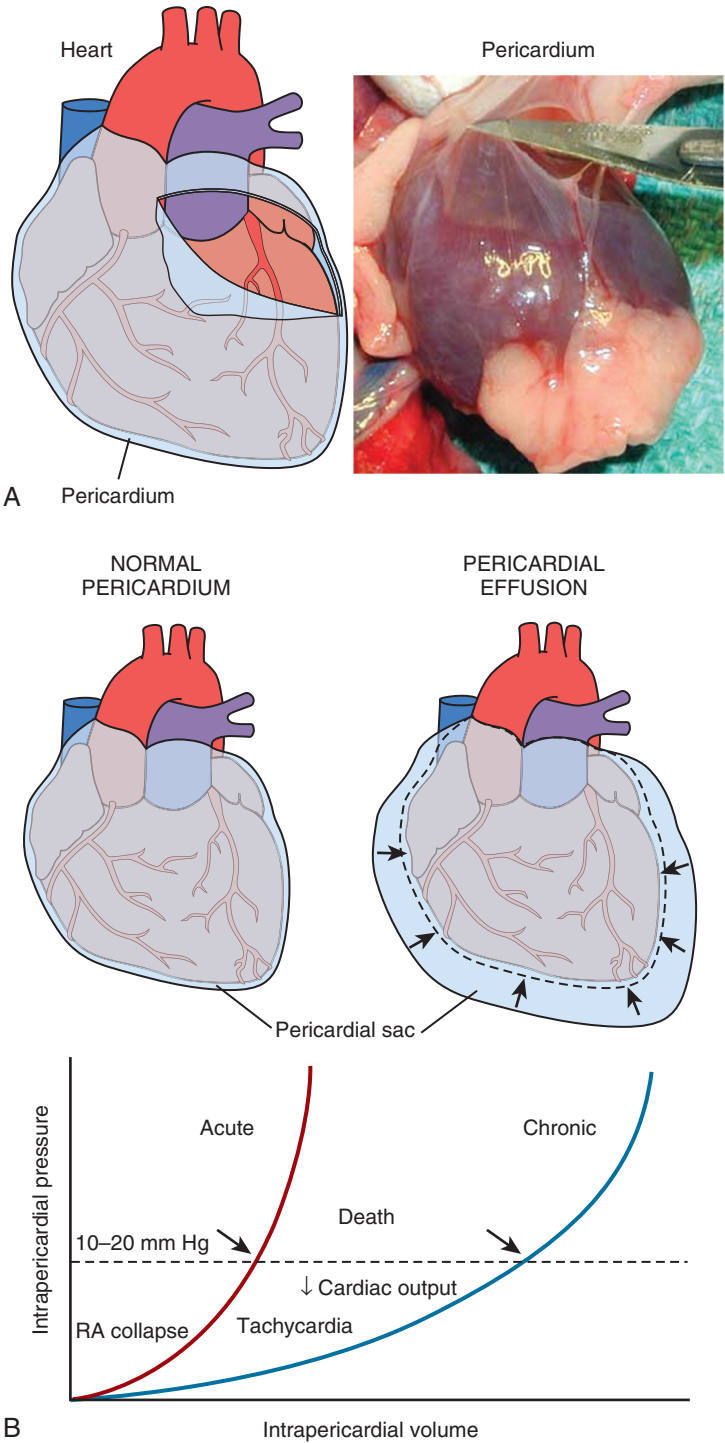 Heart
Pericardium
Pericardium
A
NORMAL
PERICARDIUM
PERICARDIAL
EFFUSION
Pericardial sac
Intrapericardial pressure
Acute
Chronic
Death
10–20 mm Hg
↓ Cardiac output
RA collapse
Tachycardia
B
Intrapericardial volume